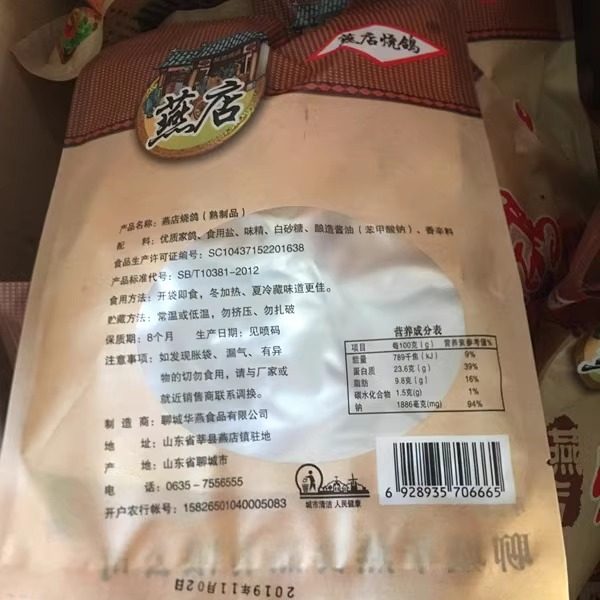 燕店烧鸽
燕店
产品名称：燕店烧鸽（熟制品）
配 料：优质家鸽、食用盐、味精、白砂糖、酿造酱油（苯甲酸钠）、香辛料
食品生产许可证编号：SC10437152201638
产品标准代号：SB/T10381-2012
食用方法：开袋即食，冬加热、夏冷藏味道更佳。
贮藏方法：常温或低温，勿挤压、勿扎破
保质期：8个月 生产日期：见喷码
注意事项：如发现胀袋、漏气、有异
物的切勿食用，请与厂家或
就近销售商联系调换。
制 造 商：聊城华燕食品有限公司
地 址：山东省莘县燕店镇驻地
产 地：山东省聊城市
电 话：0635-7556555
开户农行帐号：15826501040005083
营养成分表
项目 每100克(g) 营养素参考值%
能量 789千焦(kJ) 9%
蛋白质 23.6克(g) 39%
脂肪 9.8克(g) 16%
碳水化合物 1.5克(g) 1%
钠 1886毫克(mg) 94%
城市清洁 人民健康
6 928935 706665
2019年11月02日
燕